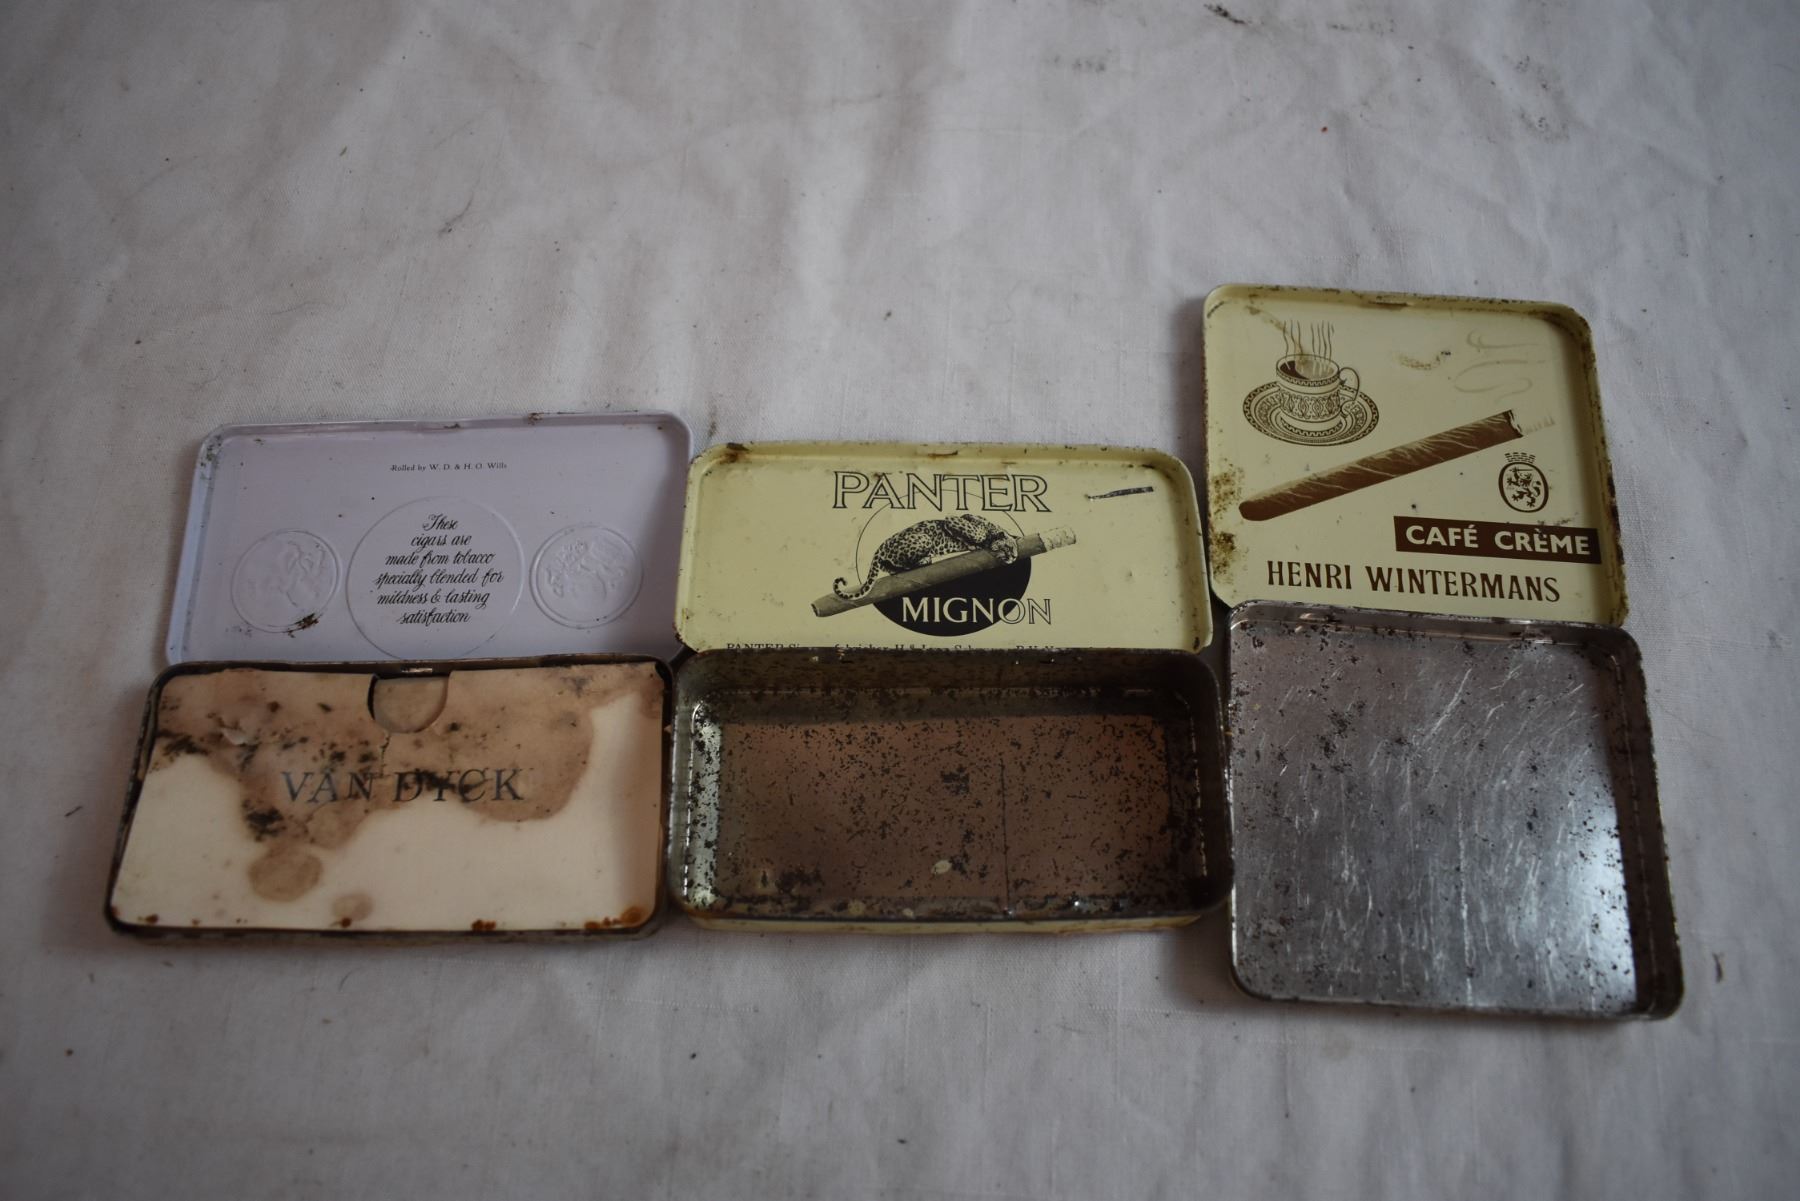 Rolled by W. D. & H. O. Wills
These
cigars are
made from tobacco
specially blended for
mildness & lasting
satisfaction
VAN DYCK
PANTER
MIGNON
PANTER
CAFÉ CRÈME
HENRI WINTERMANS